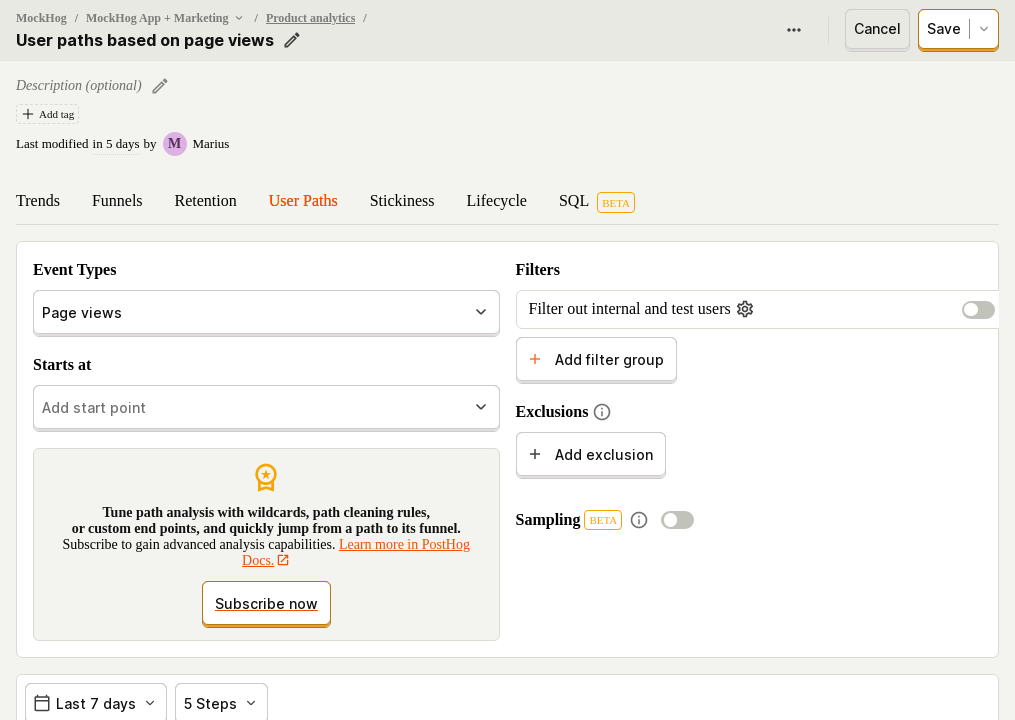 MockHog / MockHog App + Marketing / Product analytics /
User paths based on page views
Cancel
Save
Description (optional)
Add tag
Last modified in 5 days by M Marius
Trends Funnels Retention User Paths Stickiness Lifecycle SQL BETA
Event Types
Page views
Starts at
Add start point
Tune path analysis with wildcards, path cleaning rules,
or custom end points, and quickly jump from a path to its funnel.
Subscribe to gain advanced analysis capabilities. Learn more in PostHog
Docs.
Subscribe now
Filters
Filter out internal and test users
Add filter group
Exclusions
Add exclusion
Sampling BETA
Last 7 days
5 Steps